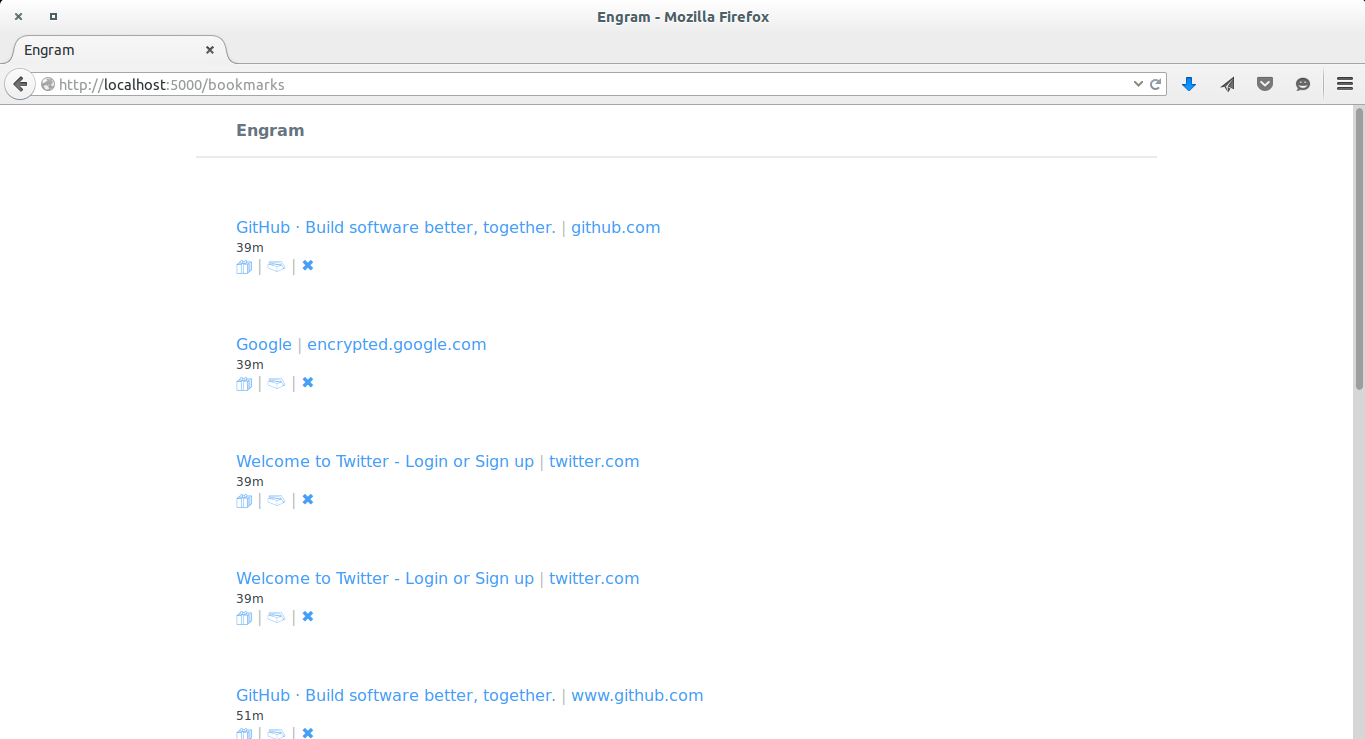 Engram - Mozilla Firefox
Engram
http://localhost:5000/bookmarks
Engram
GitHub · Build software better, together. | github.com
39m
| | ✖
Google | encrypted.google.com
39m
| | ✖
Welcome to Twitter - Login or Sign up | twitter.com
39m
| | ✖
Welcome to Twitter - Login or Sign up | twitter.com
39m
| | ✖
GitHub · Build software better, together. | www.github.com
51m
| | ✖